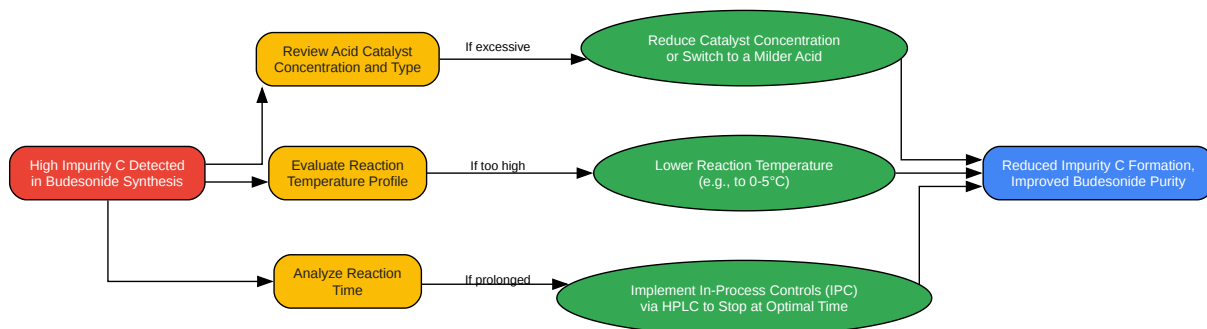 Review Acid Catalyst
Concentration and Type
If excessive
Reduce Catalyst Concentration
or Switch to a Milder Acid
High Impurity C Detected
in Budesonide Synthesis
Evaluate Reaction
Temperature Profile
If too high
Lower Reaction Temperature
(e.g., to 0-5°C)
Reduced Impurity C Formation,
Improved Budesonide Purity
Analyze Reaction
Time
If prolonged
Implement In-Process Controls (IPC)
via HPLC to Stop at Optimal Time